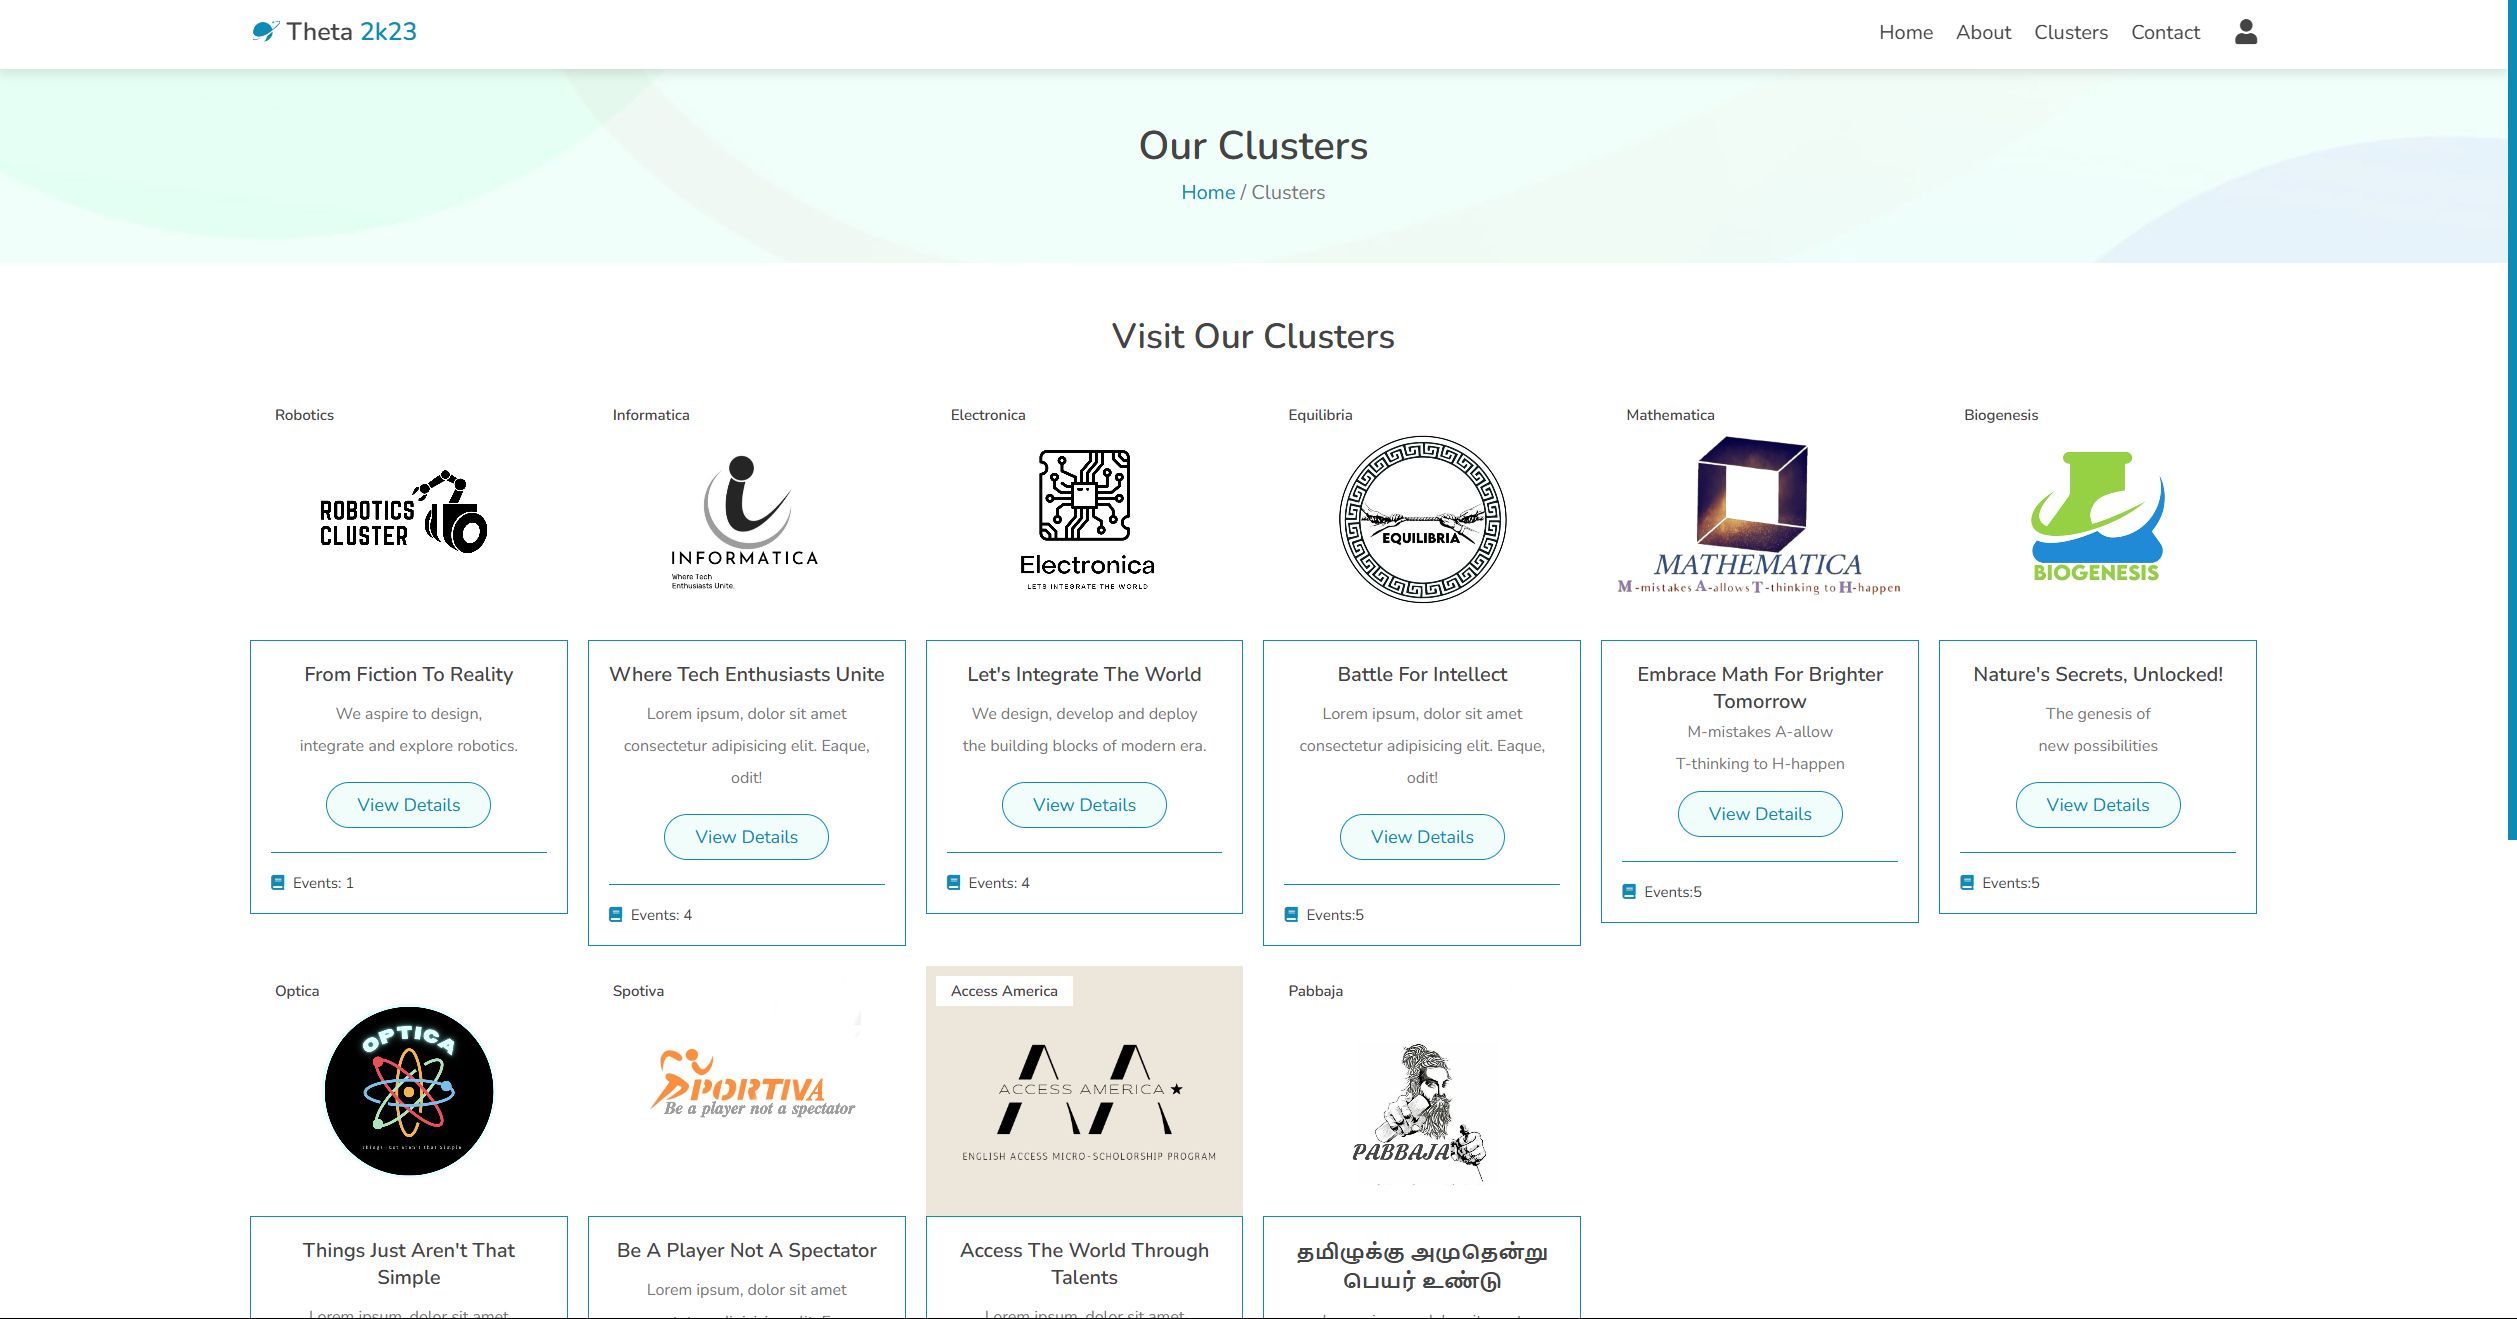 Theta 2k23
Home About Clusters Contact
Our Clusters
Home / Clusters
Visit Our Clusters
Robotics
ROBOTICS
CLUSTER
From Fiction To Reality
We aspire to design,
integrate and explore robotics.
View Details
Events: 1
Informatica
INFORMATICA
Where Tech
Enthusiasts Unite.
Where Tech Enthusiasts Unite
Lorem ipsum, dolor sit amet
consectetur adipisicing elit. Eaque,
odit!
View Details
Events: 4
Electronica
Electronica
LETS INTEGRATE THE WORLD
Let's Integrate The World
We design, develop and deploy
the building blocks of modern era.
View Details
Events: 4
Equilibria
EQUILIBRIA
Battle For Intellect
Lorem ipsum, dolor sit amet
consectetur adipisicing elit. Eaque,
odit!
View Details
Events:5
Mathematica
MATHEMATICA
M-mistakes A-allows T-thinking to H-happen
Embrace Math For Brighter
Tomorrow
M-mistakes A-allow
T-thinking to H-happen
View Details
Events:5
Biogenesis
BIOGENESIS
Nature's Secrets, Unlocked!
The genesis of
new possibilities
View Details
Events:5
Optica
OPTICA
Things Just Aren't That Simple
Things Just Aren't That
Simple
Lorem ipsum, dolor sit amet
Spotiva
SPORTIVA
Be a player not a spectator
Be A Player Not A Spectator
Lorem ipsum, dolor sit amet
Access America
ACCESS AMERICA
ENGLISH ACCESS MICRO-SCHOLORSHIP PROGRAM
Access The World Through
Talents
Lorem ipsum, dolor sit amet
Pabbaja
PABBAJA
தமிழுக்கு அமுதென்று
பெயர் உண்டு